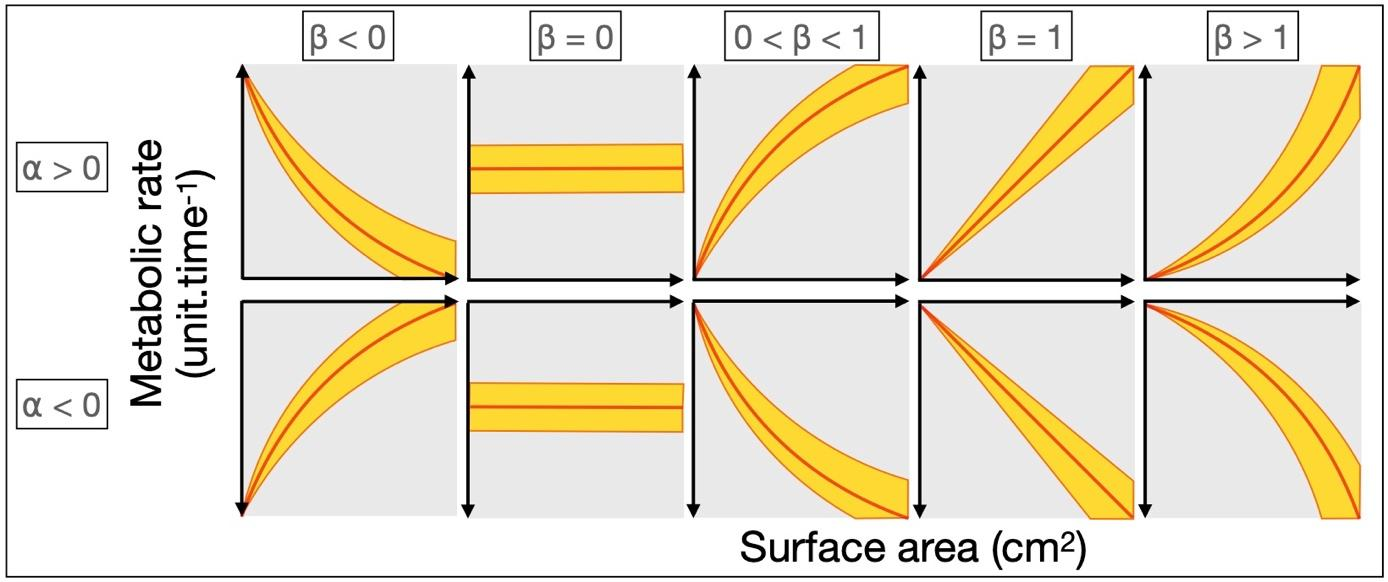 β < 0
β = 0
0 < β < 1
β = 1
β > 1
α > 0
α < 0
Metabolic rate
(unit.time⁻¹)
Surface area (cm²)